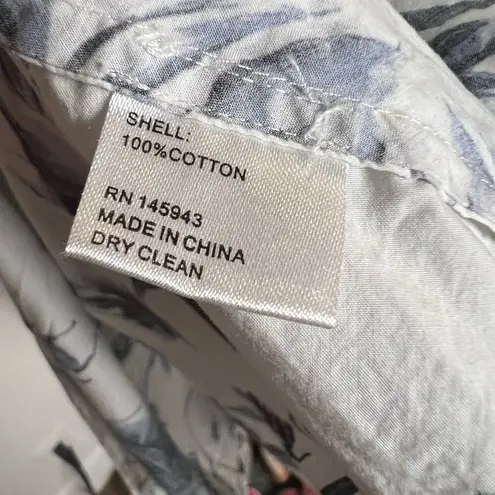 SHELL:
100%COTTON
RN 145943
MADE IN CHINA
DRY CLEAN